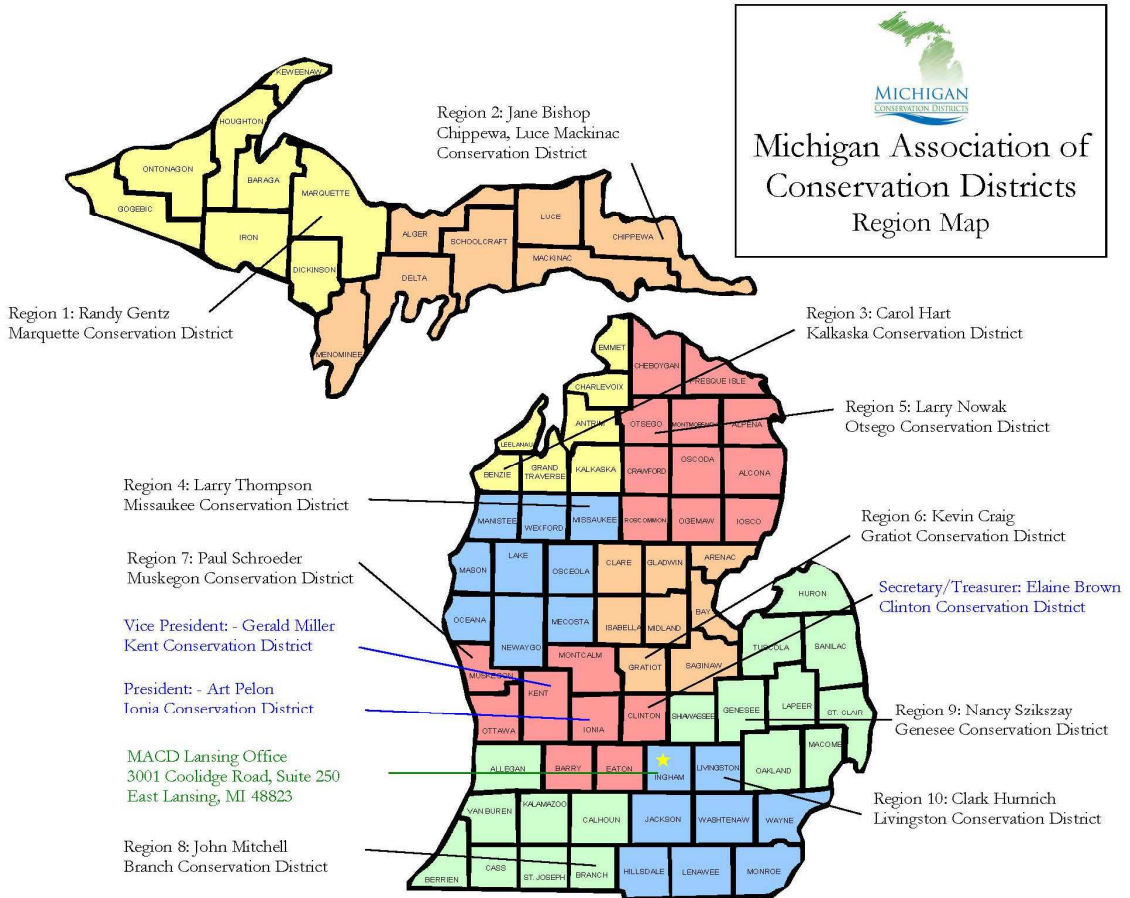 MICHIGAN
CONSERVATION DISTRICTS
Michigan Association of
Conservation Districts
Region Map
Region 2: Jane Bishop
Chippewa, Luce Mackinac
Conservation District
KEWEENAW
HOUGHTON
ONTONAGON
BARAGA
MARQUETTE
GOGEBIC
IRON
DICKINSON
ALGER
LUCE
SCHOOLCRAFT
CHIPPEWA
MACKINAC
DELTA
MENOMINEE
Region 1: Randy Gentz
Marquette Conservation District
Region 3: Carol Hart
Kalkaska Conservation District
EMMET
CHEBOYGAN
PRESQUE ISLE
CHARLEVOIX
Region 5: Larry Nowak
Otsego Conservation District
ANTRIM
OTSEGO
ALPENA
LEELANAU
BENZIE
GRAND
TRAVERSE
KALKASKA
CRAWFORD
OSCODA
ALCONA
Region 4: Larry Thompson
Missaukee Conservation District
MANISTEE
WEXFORD
MISSAUKEE
ROSCOMMON
OGEMAW
IOSCO
Region 6: Kevin Craig
Gratiot Conservation District
Region 7: Paul Schroeder
Muskegon Conservation District
MASON
LAKE
OSCEOLA
CLARE
GLADWIN
ARENAC
Secretary/Treasurer: Elaine Brown
Clinton Conservation District
HURON
BAY
OCEANA
NEWAYGO
MECOSTA
ISABELLA
MIDLAND
TUSCOLA
SANILAC
Vice President: - Gerald Miller
Kent Conservation District
MONTCALM
GRATIOT
SAGINAW
MUSKEGON
KENT
President: - Art Pelon
Ionia Conservation District
OTTAWA
IONIA
CLINTON
SHIAWASSEE
GENESEE
LAPEER
ST. CLAIR
Region 9: Nancy Szikszay
Genesee Conservation District
MACOMB
MACD Lansing Office
3001 Coolidge Road, Suite 250
East Lansing, MI 48823
ALLEGAN
BARRY
EATON
INGHAM
LIVINGSTON
OAKLAND
Region 10: Clark Hurnrich
Livingston Conservation District
VAN BUREN
KALAMAZOO
CALHOUN
JACKSON
WASHTENAW
WAYNE
Region 8: John Mitchell
Branch Conservation District
BERRIEN
CASS
ST. JOSEPH
BRANCH
HILLSDALE
LENAWEE
MONROE